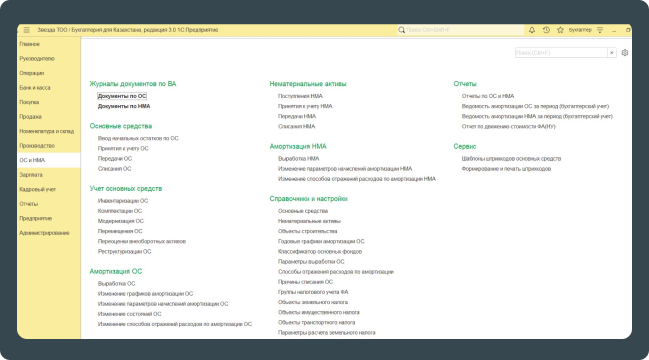 Звезда ТОО / Бухгалтерия для Казахстана, редакция 3.0 1С:Предприятие
Поиск Ctrl+Shift+F
бухгалтер
Главное
Руководителю
Операции
Банк и касса
Покупка
Продажа
Номенклатура и склад
Производство
ОС и НМА
Зарплата
Кадровый учет
Отчеты
Предприятие
Администрирование
Поиск (Ctrl+F)
Журналы документов по ВА
Документы по ОС
Документы по НМА
Основные средства
Ввод начальных остатков по ОС
Принятия к учету ОС
Передачи ОС
Списания ОС
Учет основных средств
Инвентаризации ОС
Комплектации ОС
Модернизация ОС
Перемещения ОС
Переоценки внеоборотных активов
Реструктуризации ОС
Амортизация ОС
Выработка ОС
Изменение графиков амортизации ОС
Изменение параметров начислений амортизации ОС
Изменение состояний ОС
Изменение способов отражений расходов по амортизации ОС
Нематериальные активы
Поступления НМА
Принятия к учету НМА
Передачи НМА
Списания НМА
Амортизация НМА
Выработка НМА
Изменение параметров начислений амортизации НМА
Изменение способов отражения расходов по амортизации НМА
Справочники и настройки
Основные средства
Нематериальные активы
Объекты строительства
Годовые графики амортизации ОС
Классификатор основных фондов
Параметры выработки ОС
Способы отражения расходов по амортизации
Причины списания ОС
Группы налогового учета ФА
Объекты земельного налога
Объекты имущественного налога
Объекты транспортного налога
Параметры расчета земельного налога
Отчеты
Отчеты по ОС и НМА
Ведомость амортизации ОС за период (бухгалтерский учет)
Ведомость амортизации НМА за период (бухгалтерский учет)
Отчет по движению стоимости ФА(НУ)
Сервис
Шаблоны штрихкодов основных средств
Формирование и печать штрихкодов